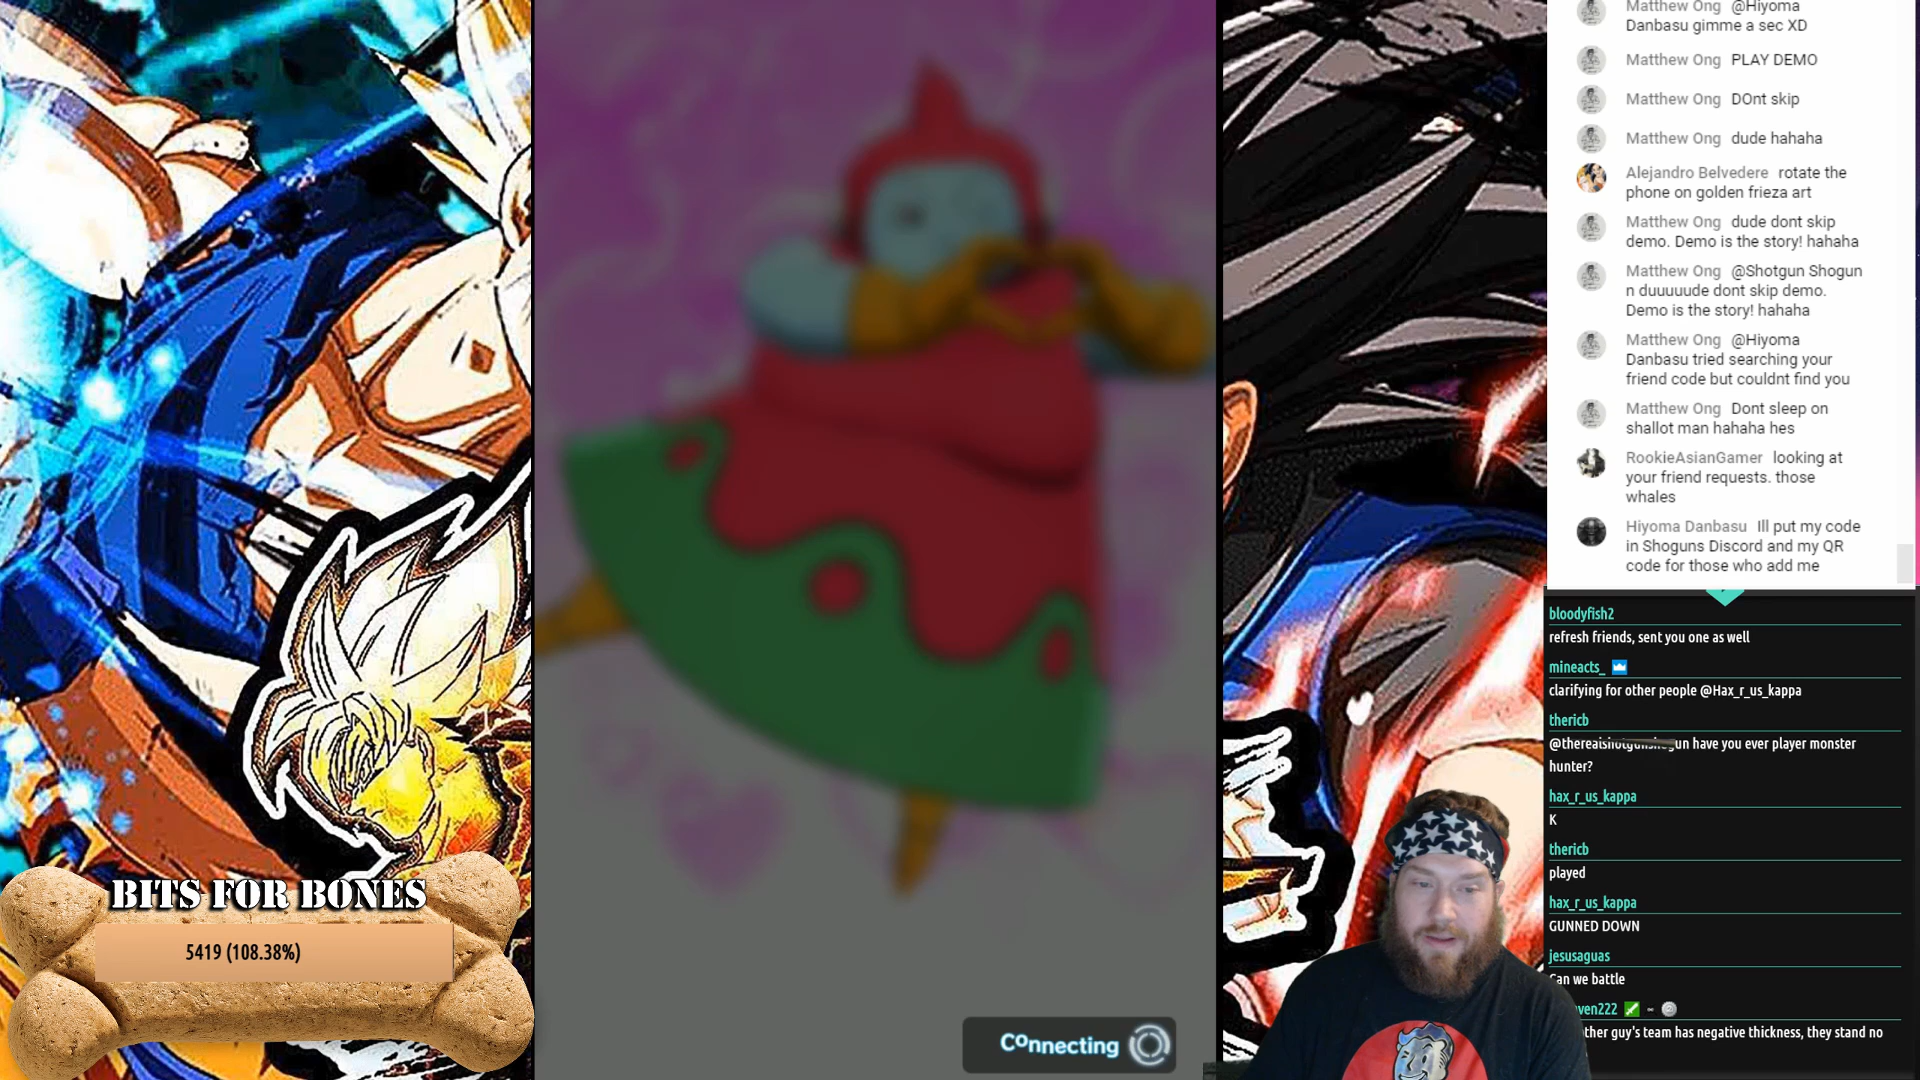 Matthew Ong @Hiyoma
Danbasu gimme a sec XD
Matthew Ong PLAY DEMO
Matthew Ong DOnt skip
Matthew Ong dude hahaha
Alejandro Belvedere rotate the
phone on golden frieza art
Matthew Ong dude dont skip
demo. Demo is the story! hahaha
Matthew Ong @Shotgun Shogun
n duuuuude dont skip demo.
Demo is the story! hahaha
Matthew Ong @Hiyoma
Danbasu tried searching your
friend code but couldnt find you
Matthew Ong Dont sleep on
shallot man hahaha hes
RookieAsianGamer looking at
your friend requests. those
whales
Hiyoma Danbasu Ill put my code
in Shoguns Discord and my QR
code for those who add me
bloodyfish2
refresh friends, sent you one as well
mineacts_
clarifying for other people @Hax_r_us_kappa
thericb
@therealshotgunshogun have you ever player monster
hunter?
hax_r_us_kappa
K
thericb
played
hax_r_us_kappa
GUNNED DOWN
jesusaguas
Can we battle
guy's team has negative thickness, they stand no
BITS FOR BONES
5419 (108.38%)
Connecting